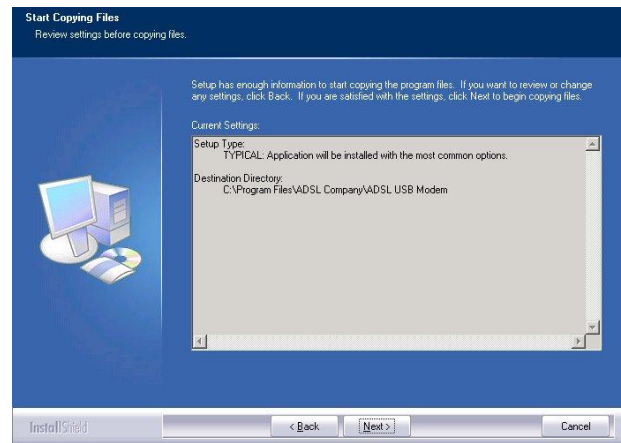 Start Copying Files
Review settings before copying files.
Setup has enough information to start copying the program files. If you want to review or change
any settings, click Back. If you are satisfied with the settings, click Next to begin copying files.
Current Settings:
Setup Type:
TYPICAL: Application will be installed with the most common options.
Destination Directory:
C:\Program Files\ADSL Company\ADSL USB Modem
InstallShield
< Back
Next >
Cancel